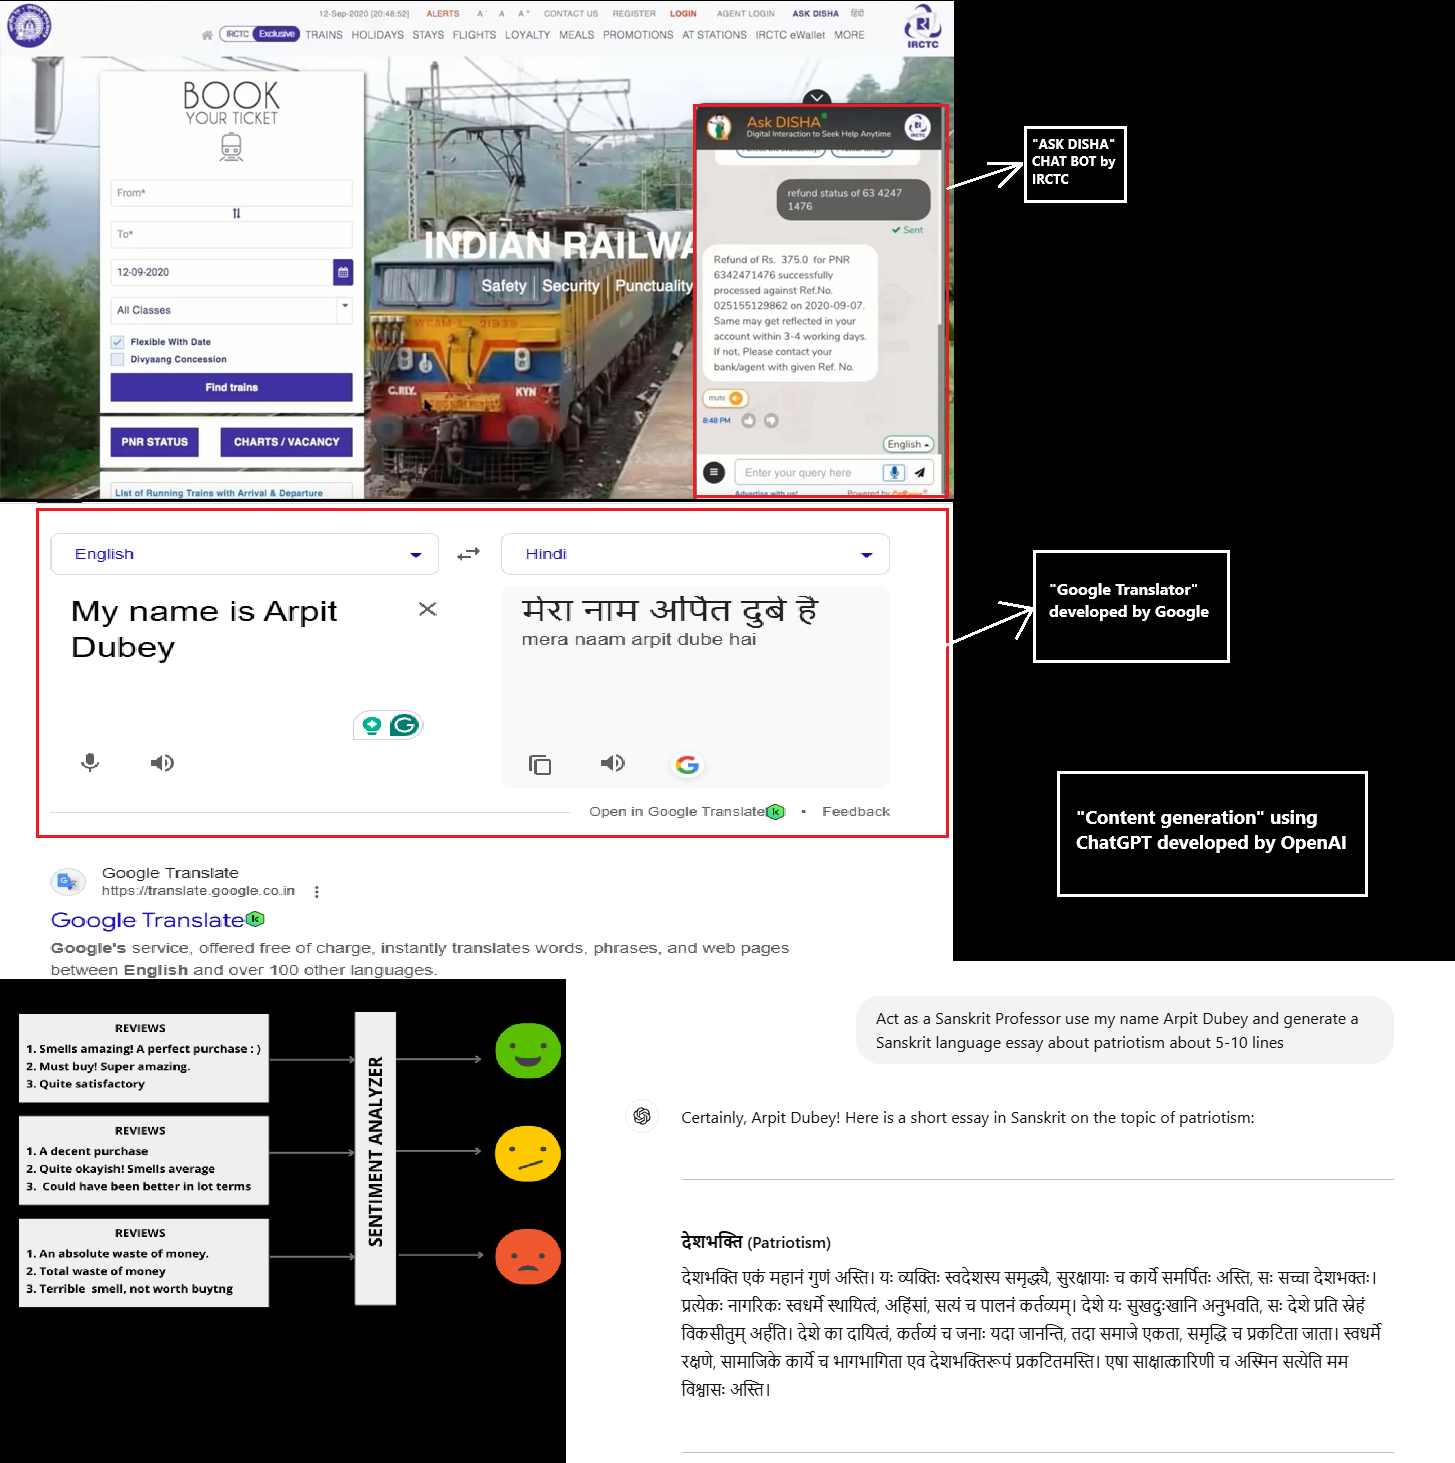 12-Sep-2020 [20:48:52] ALERTS A- A A+ CONTACT US REGISTER LOGIN AGENT LOGIN ASK DISHA हिंदी
IRCTC Exclusive TRAINS HOLIDAYS STAYS FLIGHTS LOYALTY MEALS PROMOTIONS AT STATIONS IRCTC eWallet MORE
IRCTC
BOOK
YOUR TICKET
From*
To*
12-09-2020
All Classes
Flexible With Date
Divyaang Concession
Find trains
PNR STATUS
CHARTS / VACANCY
List of Running Trains with Arrival & Departure
INDIAN RAILWA
Safety | Security | Punctuality
WCAM-3 21938
C.RLY.
KYN
Ask DISHA
Digital Interaction to Seek Help Anytime
IRCTC
refund status of 63 4247
1476
Sent
Refund of Rs. 375.0 for PNR
6342471476 successfully
processed against Ref.No.
025155129862 on 2020-09-07.
Same may get reflected in your
account within 3-4 working days.
If not, Please contact your
bank/agent with given Ref. No.
mute
8:48 PM
English
Enter your query here
Advertise with us!
Powered by CoRover
"ASK DISHA"
CHAT BOT by
IRCTC
English
Hindi
My name is Arpit
Dubey
मेरा नाम अर्पित दुबे है
mera naam arpit dube hai
Open in Google Translate • Feedback
"Google Translator"
developed by Google
Google Translate
https://translate.google.co.in
Google Translate
Google's service, offered free of charge, instantly translates words, phrases, and web pages
between English and over 100 other languages.
"Content generation" using
ChatGPT developed by OpenAI
REVIEWS
1. Smells amazing! A perfect purchase : )
2. Must buy! Super amazing.
3. Quite satisfactory
REVIEWS
1. A decent purchase
2. Quite okayish! Smells average
3. Could have been better in lot terms
REVIEWS
1. An absolute waste of money.
2. Total waste of money
3. Terrible smell, not worth buytng
SENTIMENT ANALYZER
Act as a Sanskrit Professor use my name Arpit Dubey and generate a
Sanskrit language essay about patriotism about 5-10 lines
Certainly, Arpit Dubey! Here is a short essay in Sanskrit on the topic of patriotism:
देशभक्ति (Patriotism)
देशभक्ति एकं महानं गुणं अस्ति। यः व्यक्तिः स्वदेशस्य समृद्ध्यै, सुरक्षायाः च कार्ये समर्पितः अस्ति, सः सच्चा देशभक्तः।
प्रत्येकः नागरिकः स्वधर्मे स्थायित्वं, अहिंसां, सत्यं च पालनं कर्तव्यम्। देशे यः सुखदुःखानि अनुभवति, सः देशे प्रति स्नेहं
विकसीतुम् अर्हति। देशे का दायित्वं, कर्तव्यं च जनाः यदा जानन्ति, तदा समाजे एकता, समृद्धि च प्रकटिता जाता। स्वधर्मे
रक्षणे, सामाजिके कार्ये च भागभागिता एव देशभक्तिरूपं प्रकटितमस्ति। एषा साक्षात्कारिणी च अस्मिन सत्येति मम
विश्वासः अस्ति।